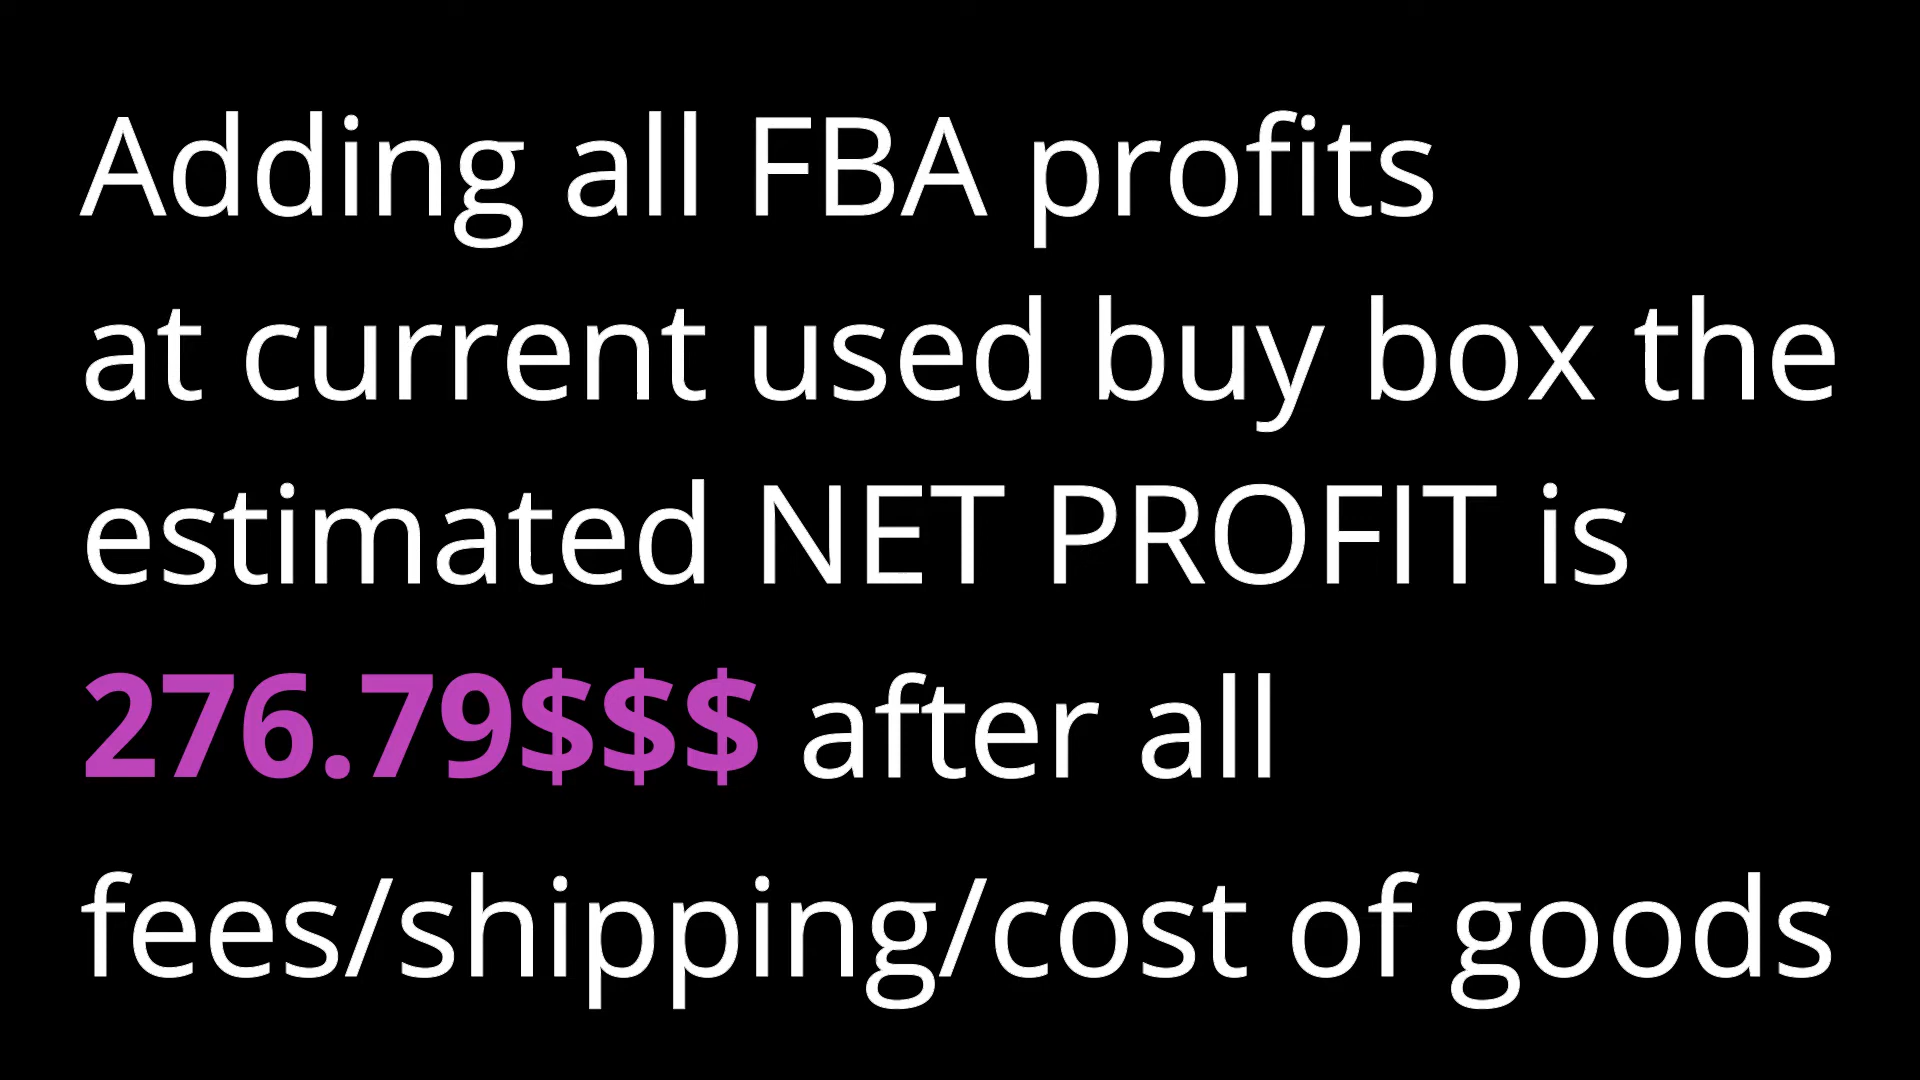 Adding all FBA profits
at current used buy box the
estimated NET PROFIT is
276.79$$$ after all
fees/shipping/cost of goods